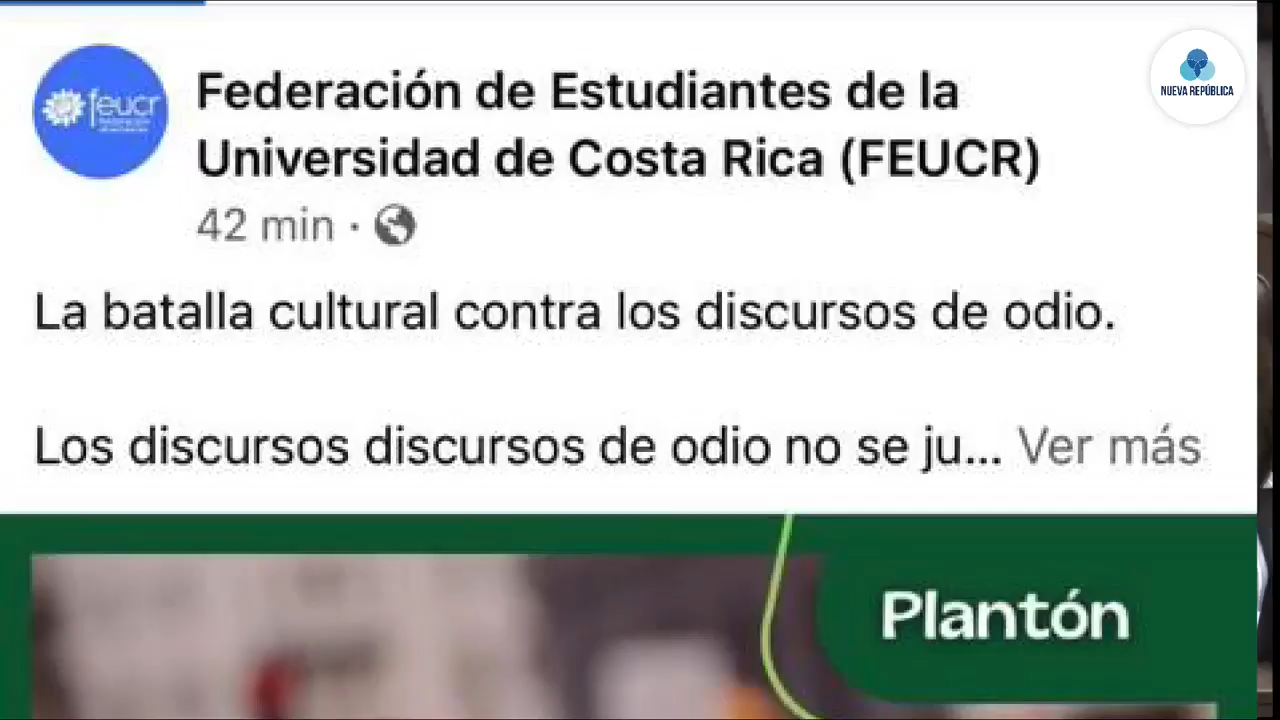 feucr
Federación de Estudiantes de la
Universidad de Costa Rica (FEUCR)
42 min ·
NUEVA REPÚBLICA
La batalla cultural contra los discursos de odio.
Los discursos discursos de odio no se ju... Ver más
Plantón